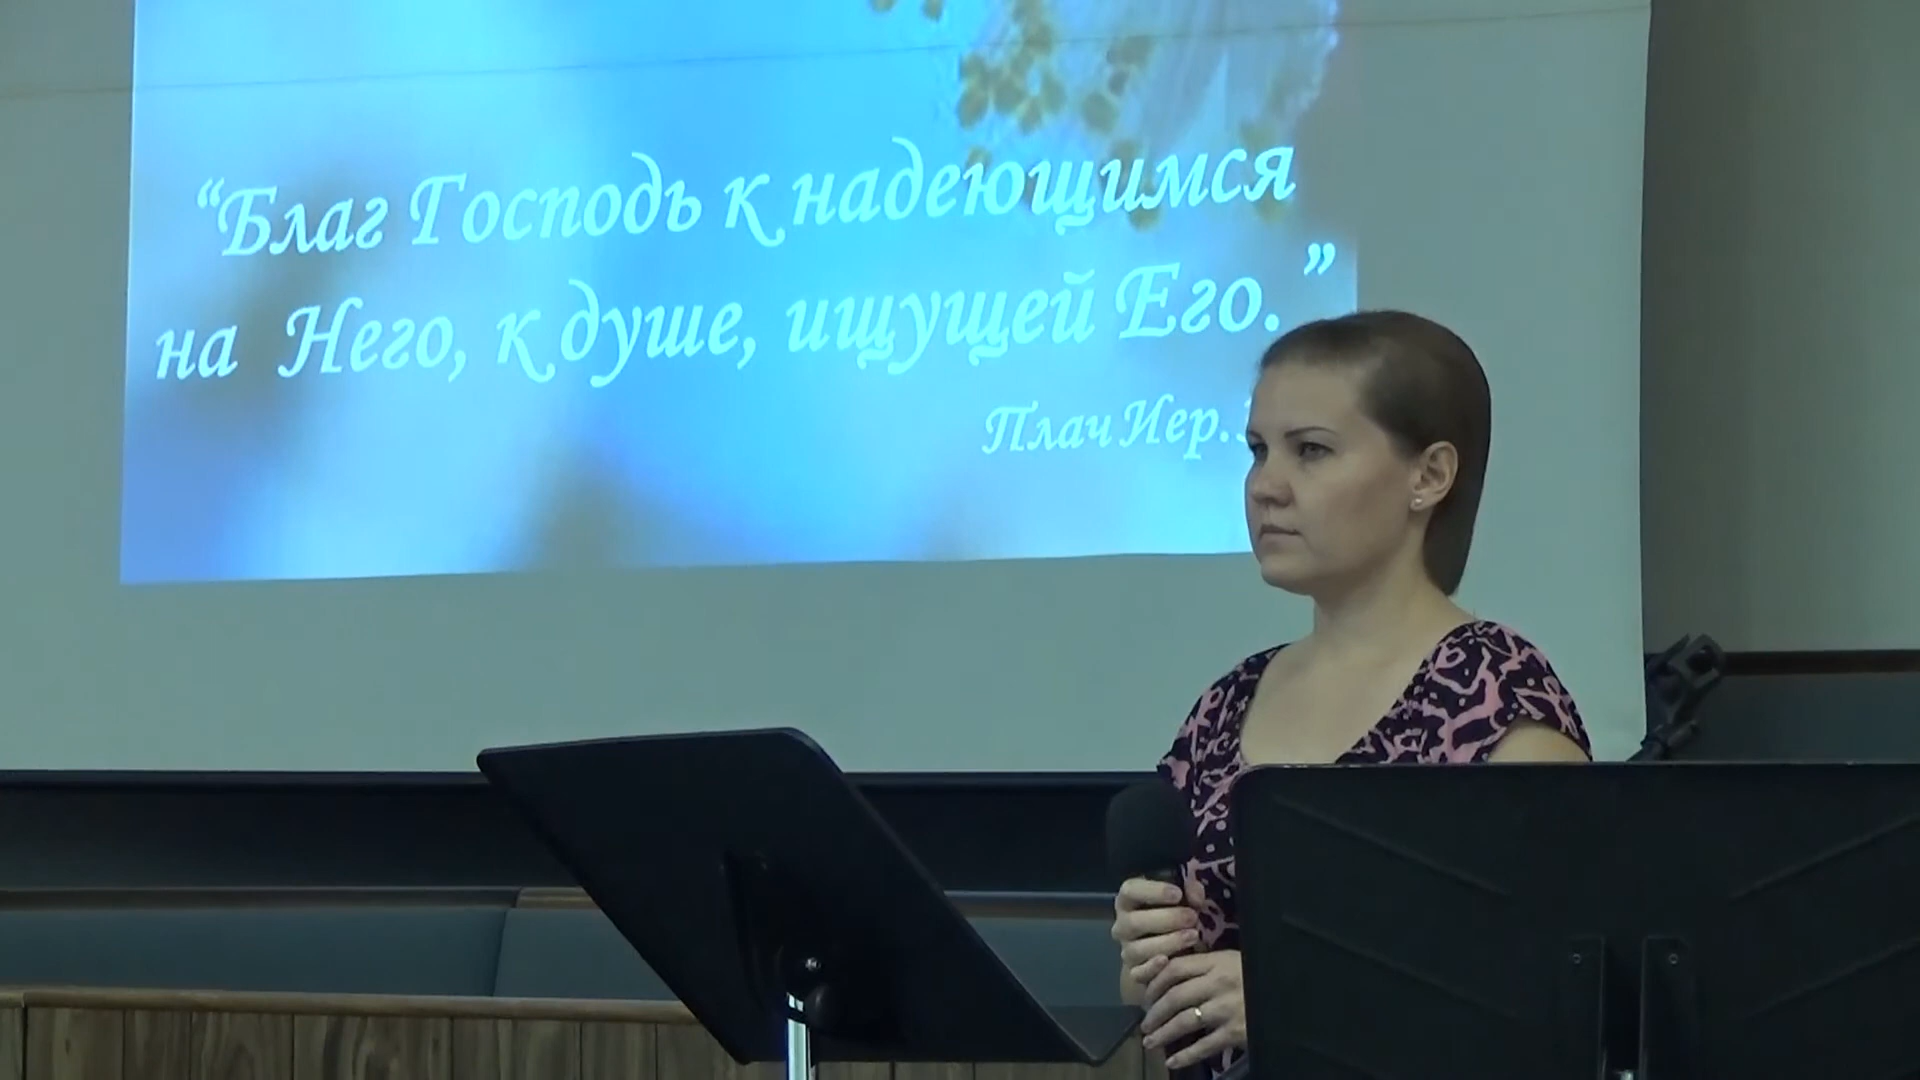 “Благ Господь к надеющимся
на Него, к душе, ищущей Его.”
Плач Иер.